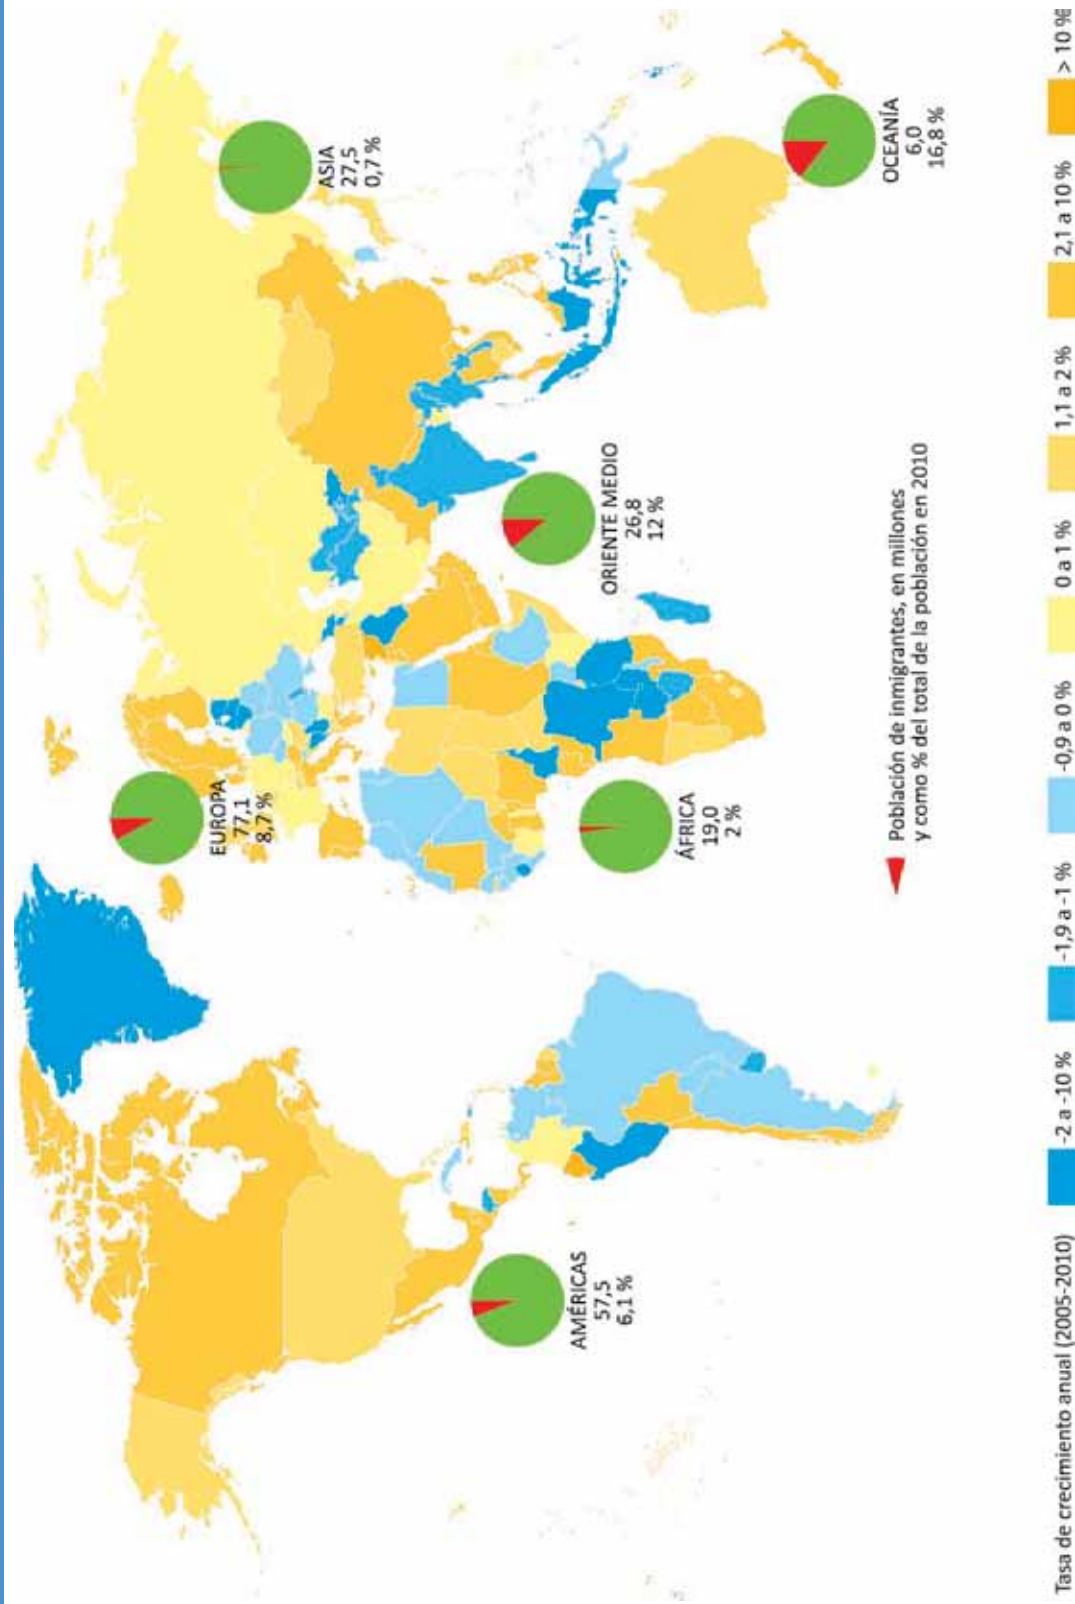 EUROPA
77,1
8,7 %
ASIA
27,5
0,7 %
AMÉRICAS
57,5
6,1 %
ORIENTE MEDIO
26,8
12 %
ÁFRICA
19,0
2 %
OCEANÍA
6,0
16,8 %
Población de inmigrantes, en millones
y como % del total de la población en 2010
Tasa de crecimiento anual (2005-2010) -2 a -10 % -1,9 a -1 % -0,9 a 0 % 0 a 1 % 1,1 a 2 % 2,1 a 10 % > 10 %